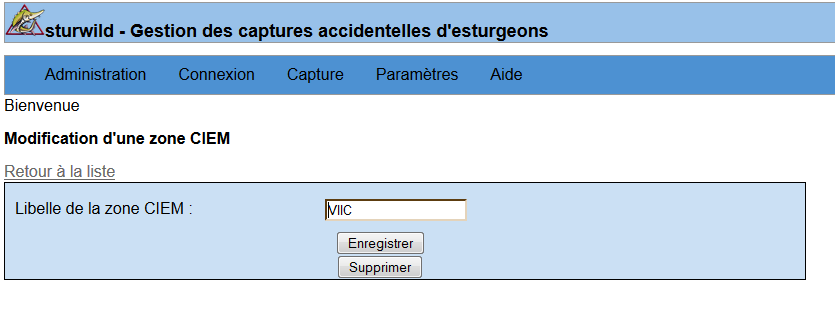 sturwild - Gestion des captures accidentelles d'esturgeons
Administration Connexion Capture Paramètres Aide
Bienvenue
Modification d'une zone CIEM
Retour à la liste
Libelle de la zone CIEM : VIIC
Enregistrer
Supprimer